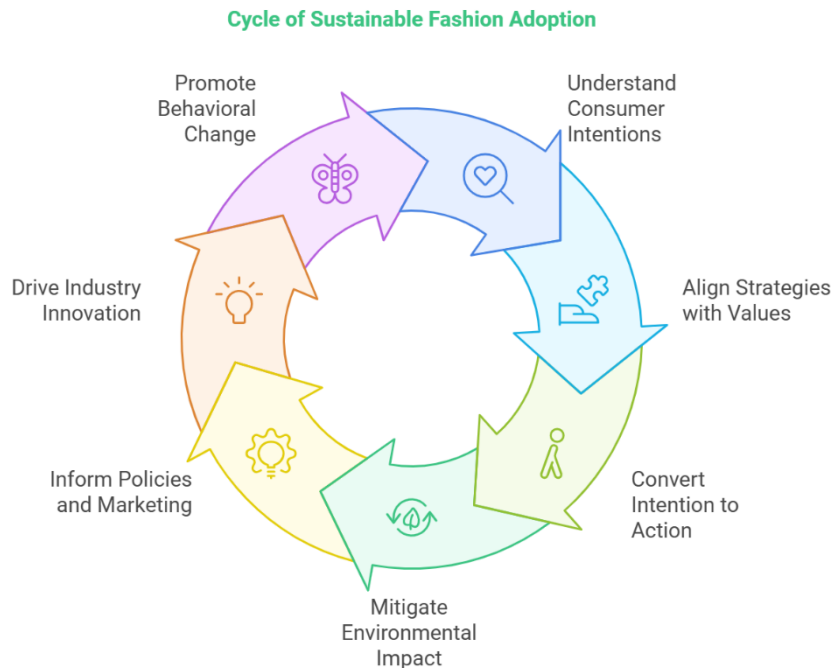 Cycle of Sustainable Fashion Adoption
Promote
Behavioral
Change
Understand
Consumer
Intentions
Drive Industry
Innovation
Align Strategies
with Values
Inform Policies
and Marketing
Convert
Intention to
Action
Mitigate
Environmental
Impact